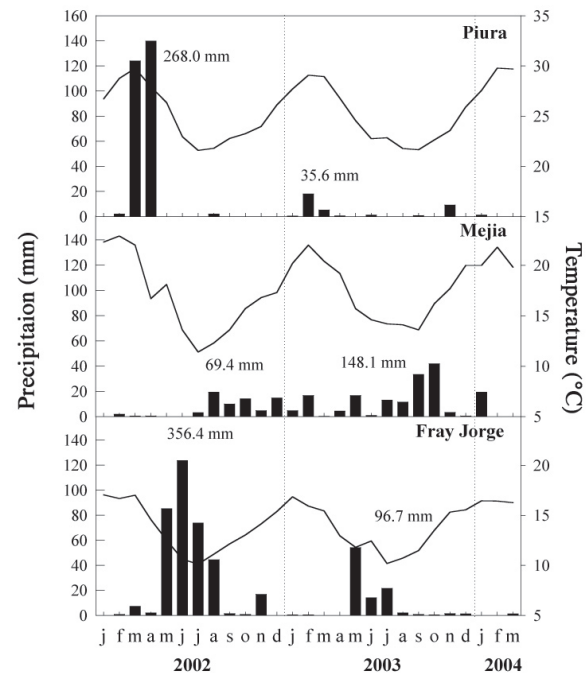 Piura
268.0 mm
35.6 mm
160
140
120
100
80
60
40
20
0
35
30
25
20
15
Mejia
69.4 mm
148.1 mm
140
120
100
80
60
40
20
0
20
15
10
5
Fray Jorge
356.4 mm
96.7 mm
140
120
100
80
60
40
20
0
20
15
10
5
Precipitaion (mm)
Temperature (°C)
j f m a m j j a s o n d j f m a m j j a s o n d j f m
2002 2003 2004